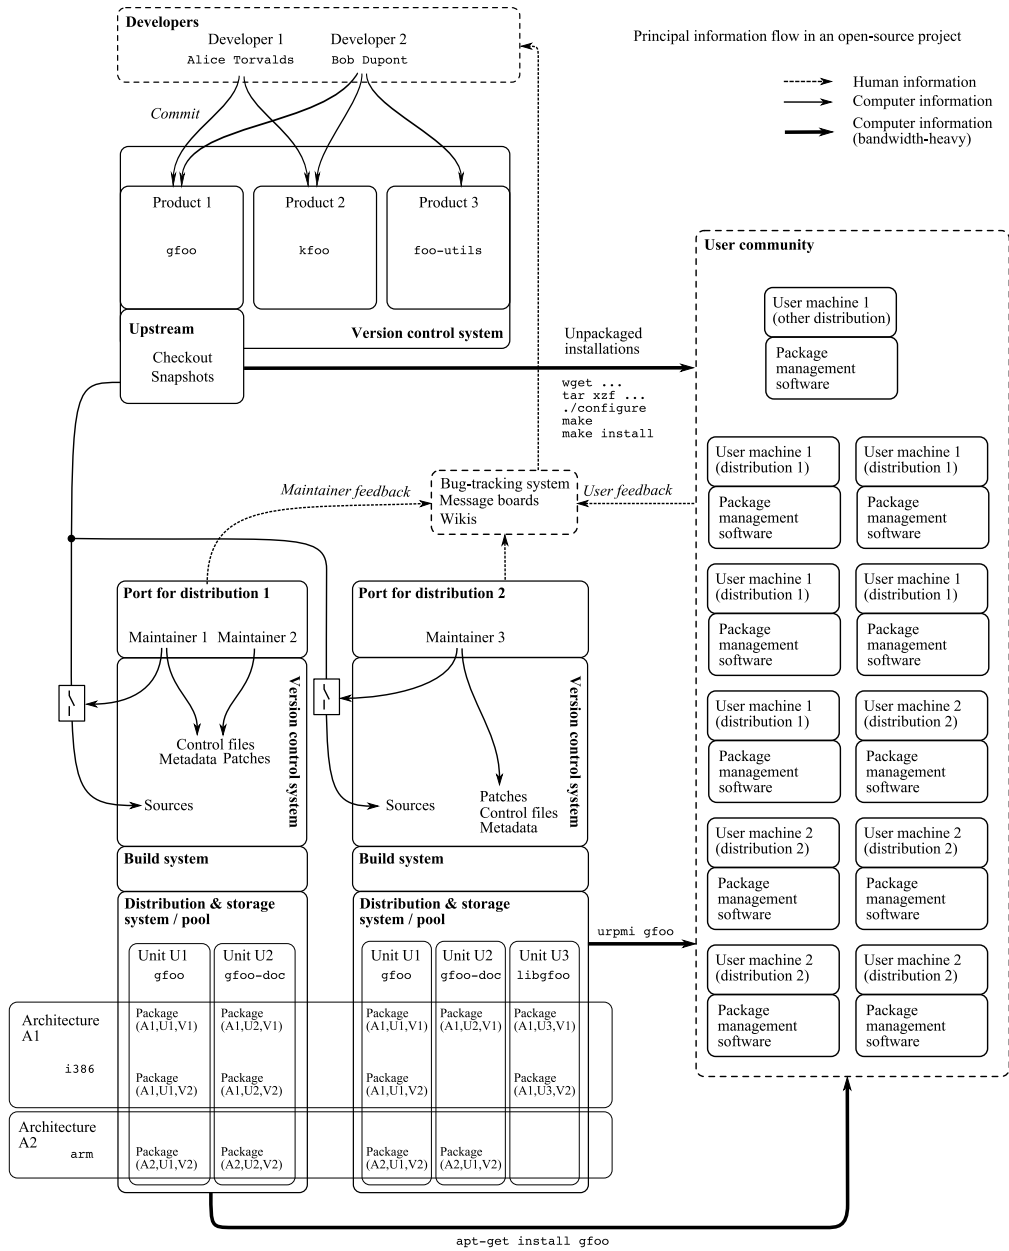 Developers
Developer 1
Alice Torvalds
Developer 2
Bob Dupont
Principal information flow in an open-source project
Human information
Computer information
Computer information
(bandwidth-heavy)
Commit
Product 1
gfoo
Product 2
kfoo
Product 3
foo-utils
Upstream
Checkout
Snapshots
Version control system
Unpackaged
installations
wget ...
tar xzf ...
./configure
make
make install
User community
User machine 1
(other distribution)
Package
management
software
User machine 1
(distribution 1)
Package
management
software
User machine 1
(distribution 1)
Package
management
software
User machine 1
(distribution 1)
Package
management
software
User machine 1
(distribution 1)
Package
management
software
User machine 1
(distribution 1)
Package
management
software
User machine 2
(distribution 2)
Package
management
software
User machine 2
(distribution 2)
Package
management
software
User machine 2
(distribution 2)
Package
management
software
User machine 2
(distribution 2)
Package
management
software
User machine 2
(distribution 2)
Package
management
software
Maintainer feedback
Bug-tracking system
Message boards
Wikis
User feedback
Port for distribution 1
Maintainer 1
Maintainer 2
Control files
Metadata Patches
Sources
Version control system
Build system
Distribution & storage
system / pool
Unit U1
gfoo
Unit U2
gfoo-doc
Port for distribution 2
Maintainer 3
Patches
Control files
Metadata
Sources
Version control system
Build system
Distribution & storage
system / pool
Unit U1
gfoo
Unit U2
gfoo-doc
Unit U3
libgfoo
urpmi gfoo
Architecture
A1
i386
Package
(A1,U1,V1)
Package
(A1,U2,V1)
Package
(A1,U1,V1)
Package
(A1,U2,V1)
Package
(A1,U3,V1)
Package
(A1,U1,V2)
Package
(A1,U2,V2)
Package
(A1,U1,V2)
Package
(A1,U3,V2)
Architecture
A2
arm
Package
(A2,U1,V2)
Package
(A2,U2,V2)
Package
(A2,U1,V2)
Package
(A2,U1,V2)
apt-get install gfoo